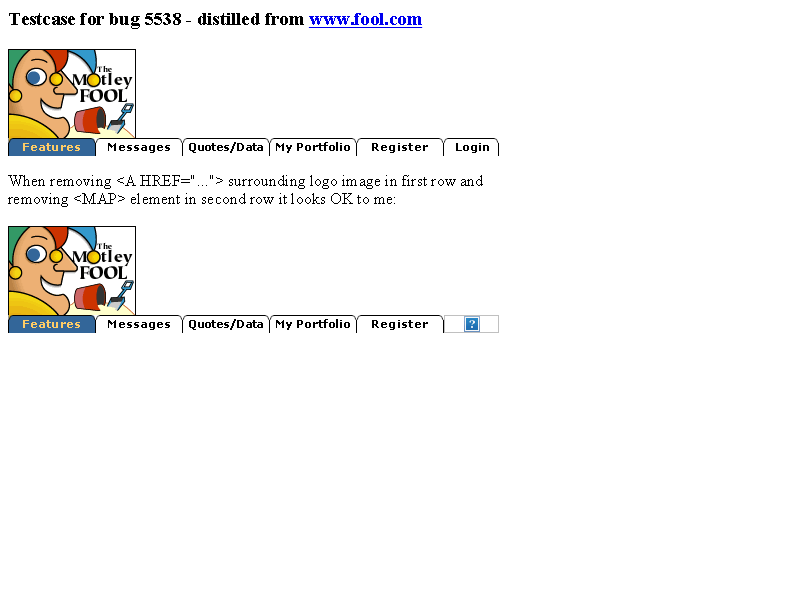 Testcase for bug 5538 - distilled from www.fool.com
The
Motley
FOOL
Features Messages Quotes/Data My Portfolio Register Login
When removing <A HREF="..."> surrounding logo image in first row and
removing <MAP> element in second row it looks OK to me:
The
Motley
FOOL
Features Messages Quotes/Data My Portfolio Register ?